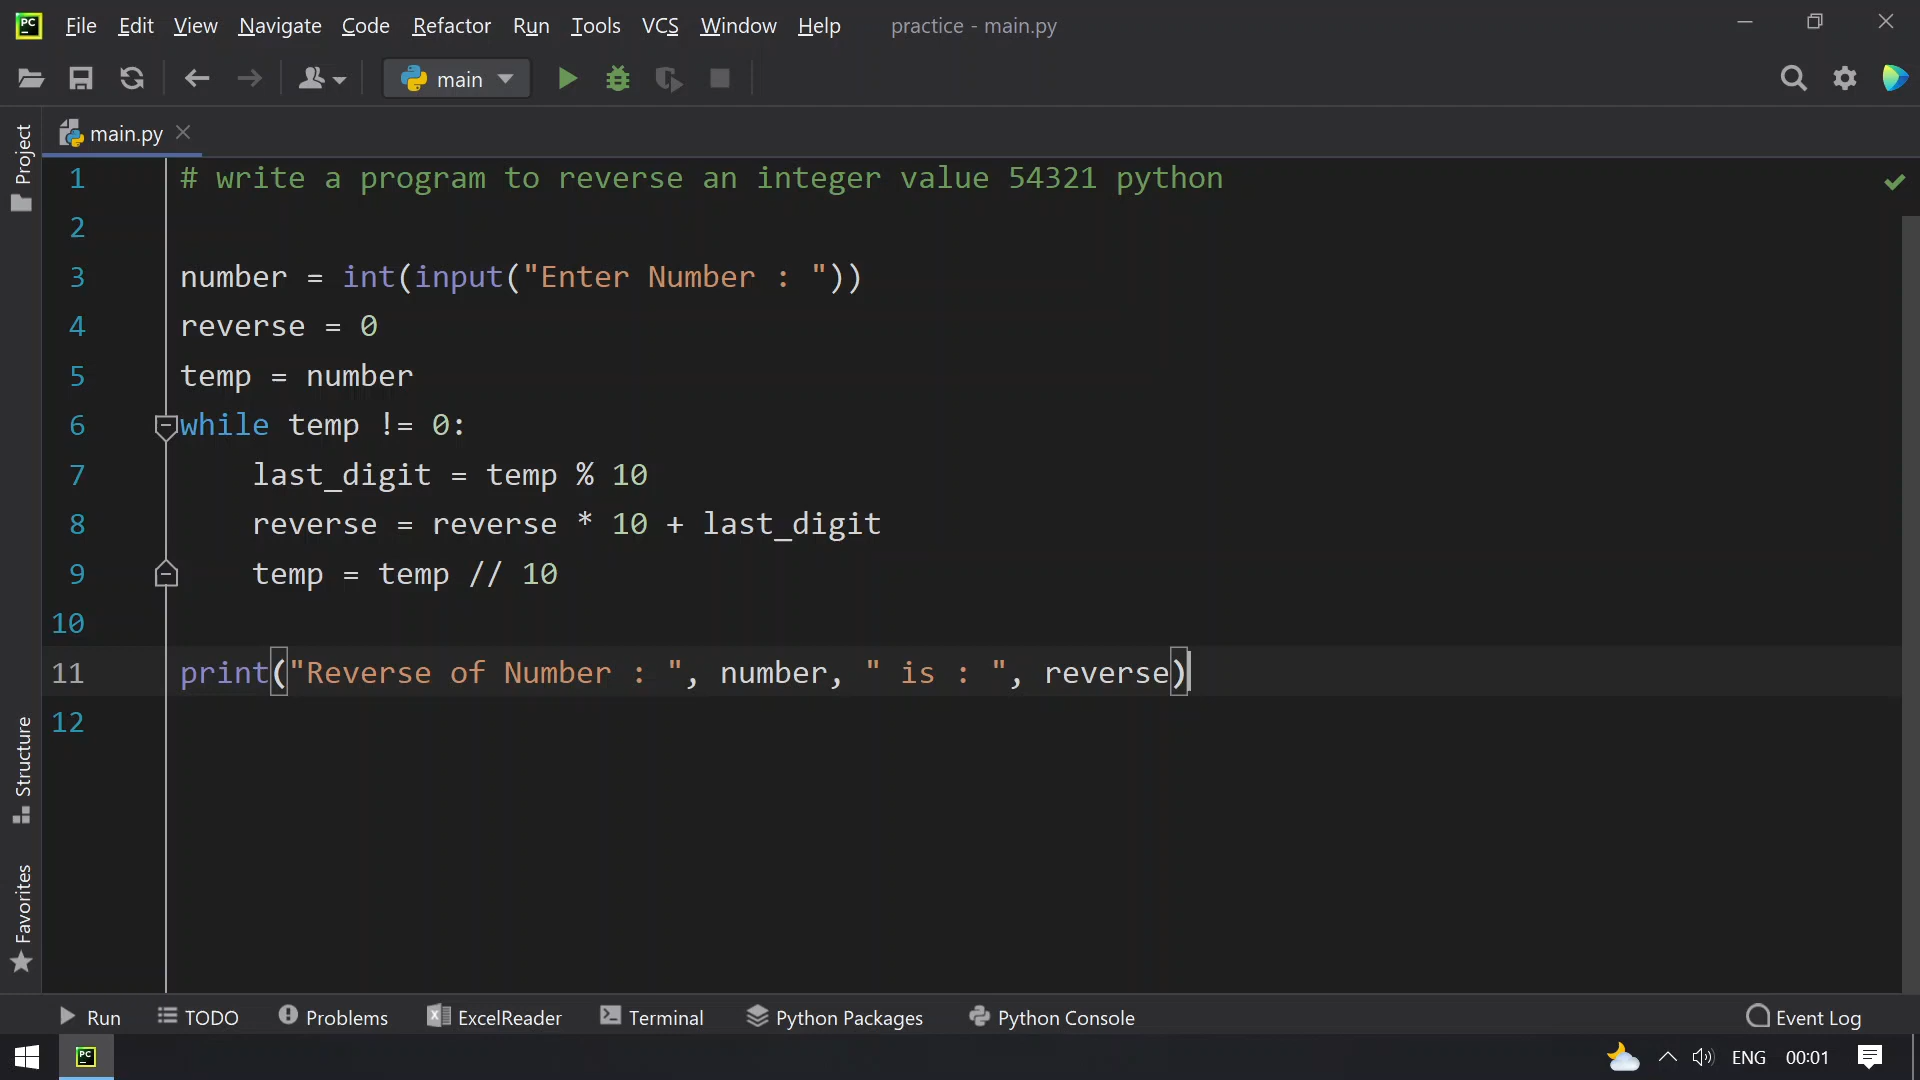 PC File Edit View Navigate Code Refactor Run Tools VCS Window Help practice - main.py
main
main.py
Project
1 # write a program to reverse an integer value 54321 python
2
3 number = int(input("Enter Number : "))
4 reverse = 0
5 temp = number
6 while temp != 0:
7 last_digit = temp % 10
8 reverse = reverse * 10 + last_digit
9 temp = temp // 10
10
11 print("Reverse of Number : ", number, " is : ", reverse)
12
Structure
Favorites
Run TODO Problems ExcelReader Terminal Python Packages Python Console Event Log
PC ENG 00:01